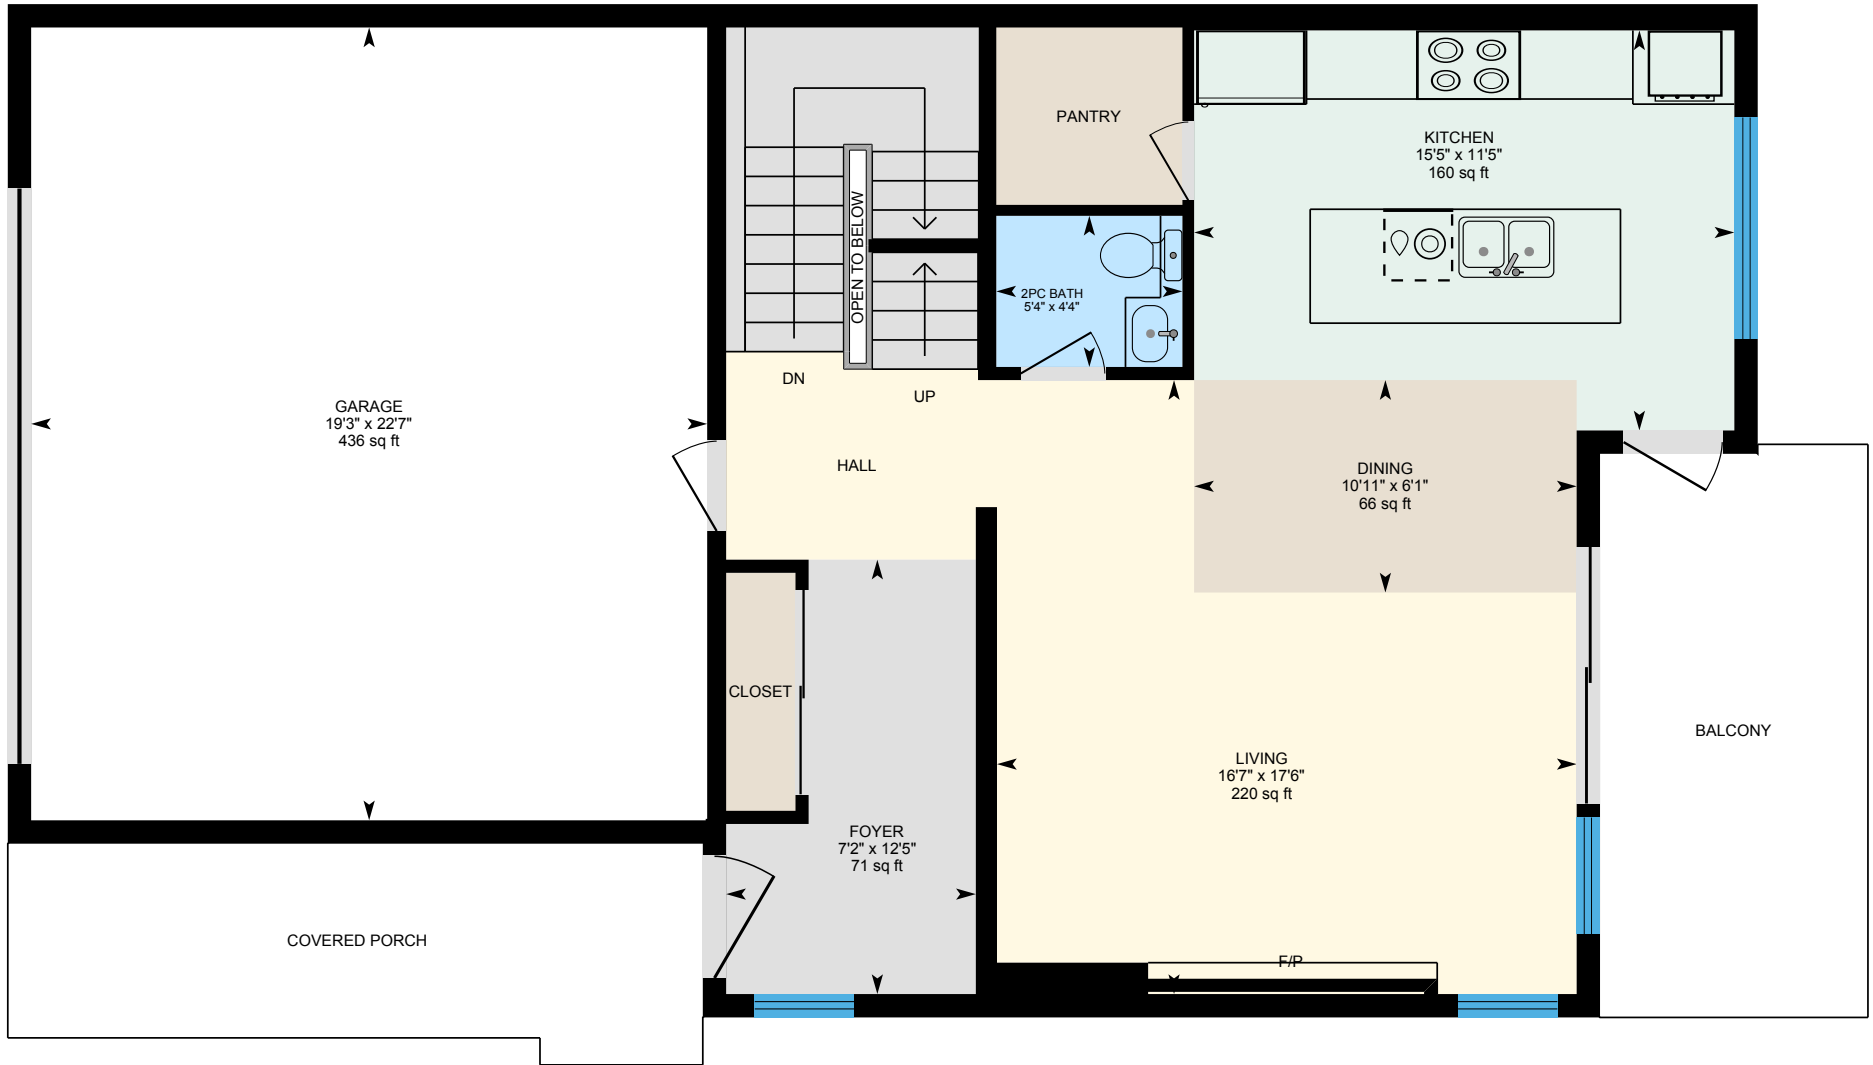 PANTRY
KITCHEN
15'5" x 11'5"
160 sq ft
OPEN TO BELOW
2PC BATH
5'4" x 4'4"
DN
UP
GARAGE
19'3" x 22'7"
436 sq ft
HALL
DINING
10'11" x 6'1"
66 sq ft
CLOSET
BALCONY
LIVING
16'7" x 17'6"
220 sq ft
FOYER
7'2" x 12'5"
71 sq ft
COVERED PORCH
F/P